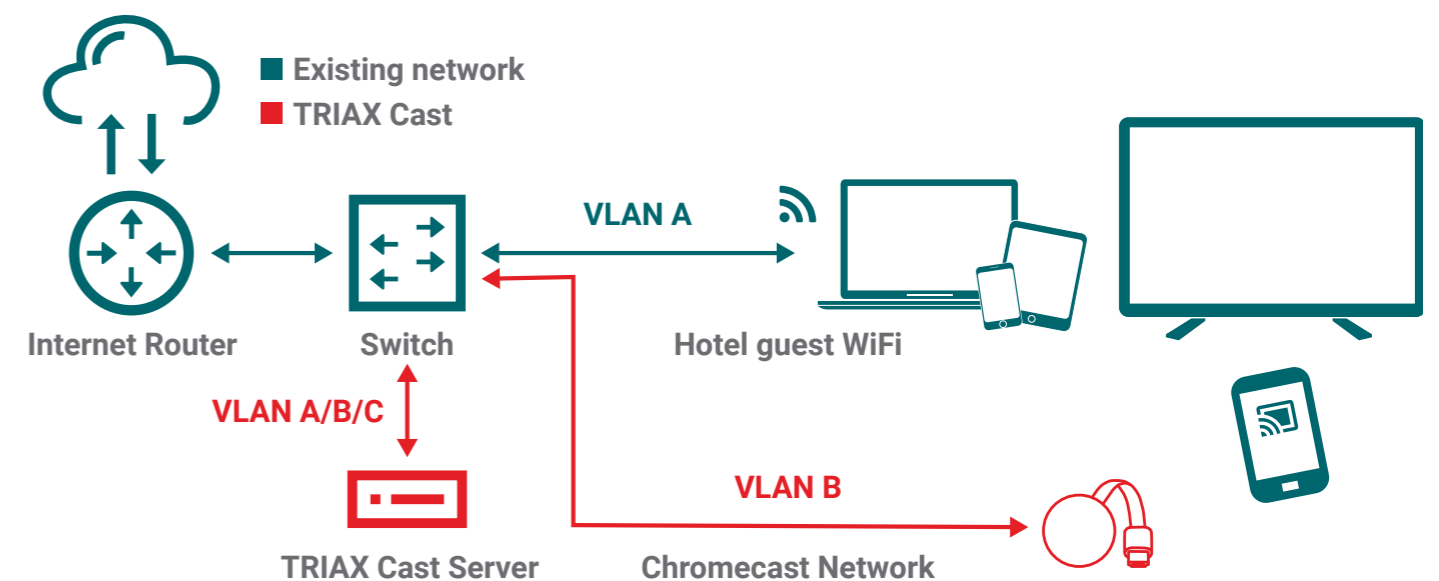 Existing network
TRIAX Cast
VLAN A
Internet Router
Switch
Hotel guest WiFi
VLAN A/B/C
VLAN B
TRIAX Cast Server
Chromecast Network